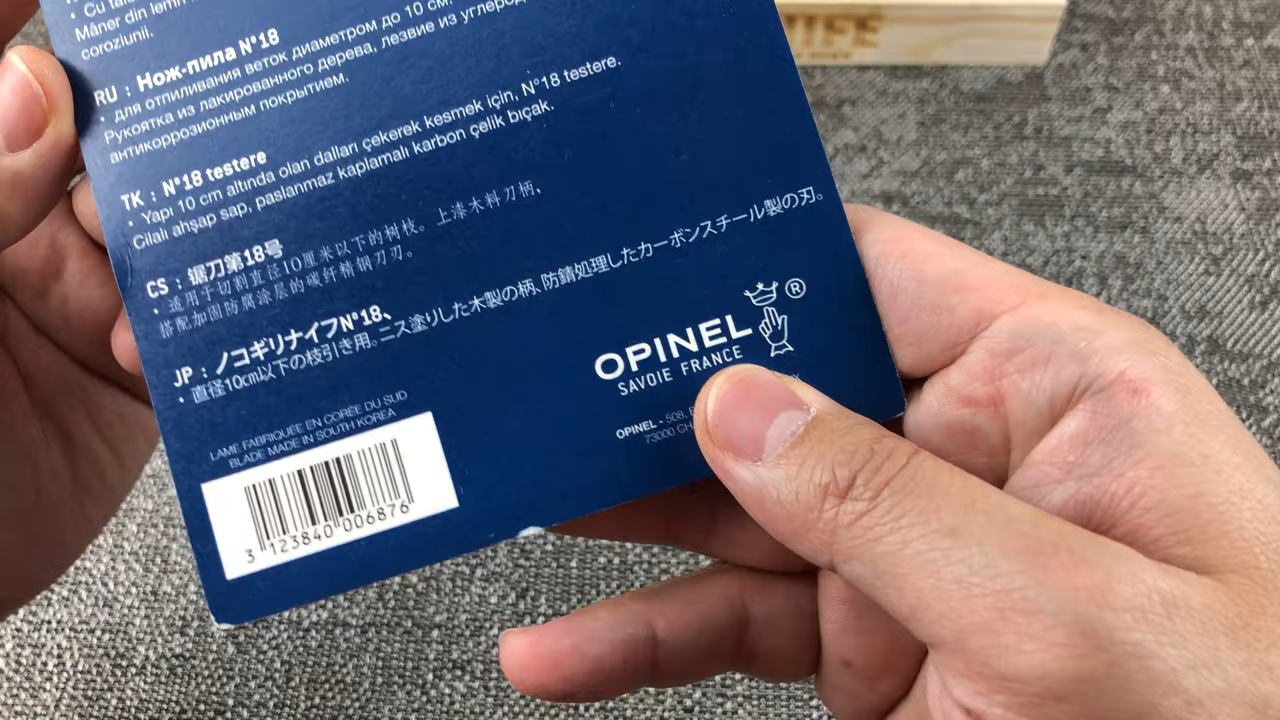 • Cu
Mâner din lemn
coroziunii.
RU : Нож-пила N°18
• для отпиливания веток диаметром до 10 см.
Рукоятка из лакированного дерева, лезвие из
антикоррозионным покрытием.
TK : N°18 testere
• Yapı 10 cm altında olan dalları çekerek kesmek için, N°18 testere.
Cilalı ahşap sap, paslanmaz kaplamalı karbon çelik bıçak.
CS : 锯刀第18号
• 适用于切割直径10厘米以下的树枝。上漆木料刀柄，
搭配加固防腐涂层的碳纤精钢刀刃。
JP : ノコギリナイフN°18、
• 直径10cm以下の枝引き用。ニス塗りした木製の柄、防錆処理したカーボンスチール製の刃。
OPINEL ®
SAVOIE FRANCE
OPINEL - 508,
73000
LAME FABRIQUÉE EN CORÉE DU SUD
BLADE MADE IN SOUTH KOREA
3 123840 006876